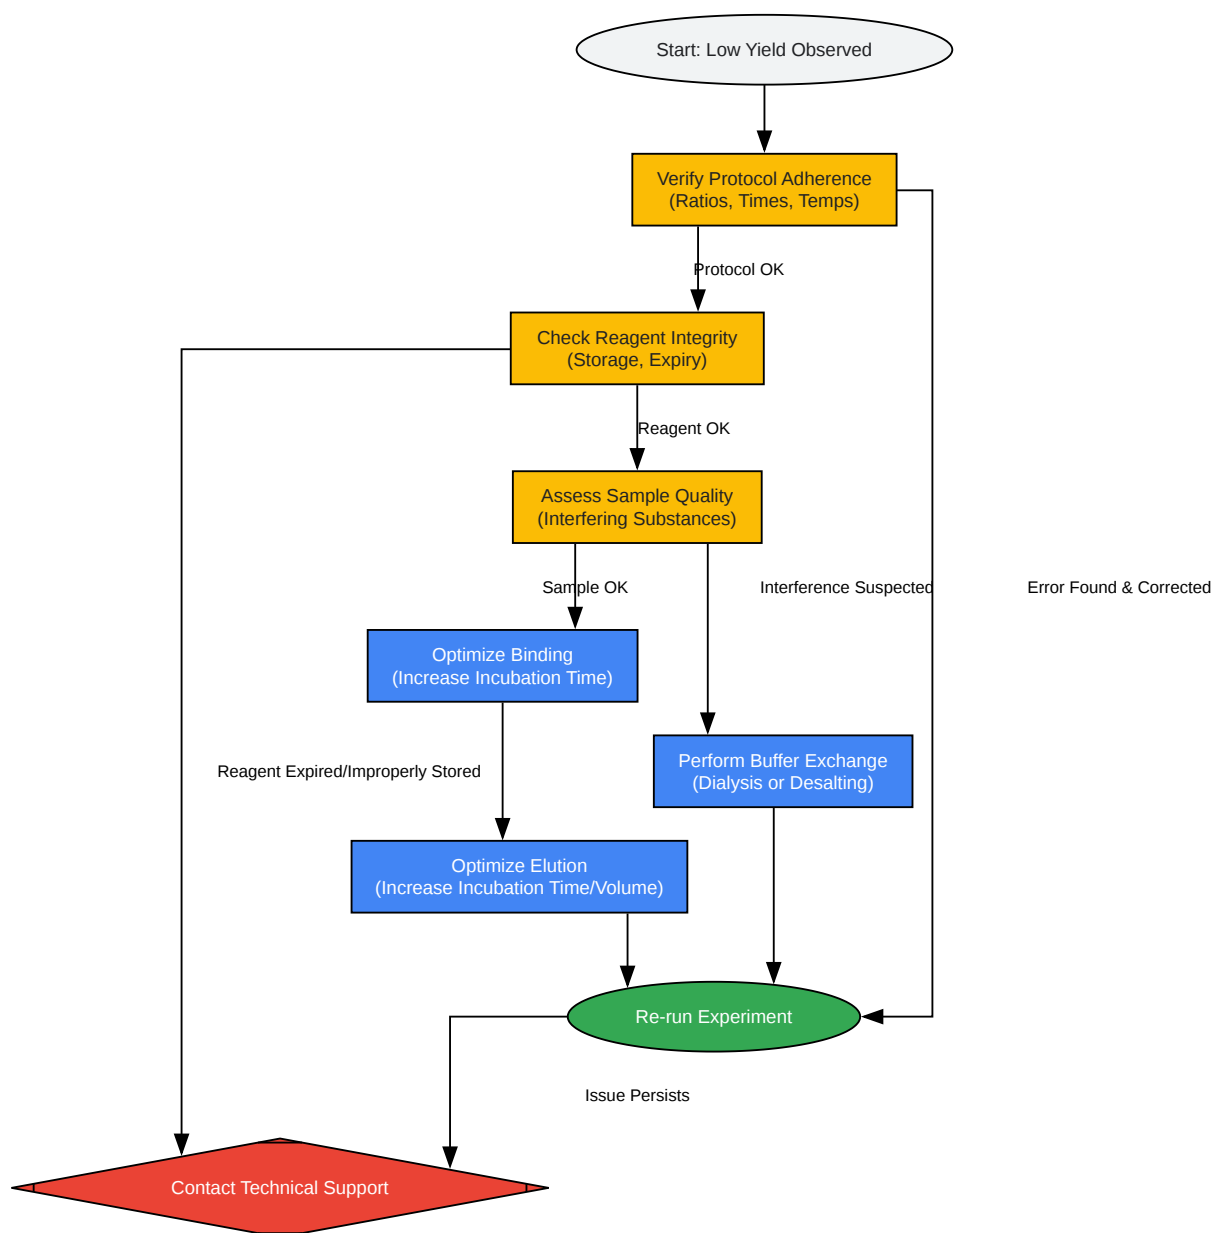 Start: Low Yield Observed
Verify Protocol Adherence
(Ratios, Times, Temps)
Protocol OK
Check Reagent Integrity
(Storage, Expiry)
Reagent OK
Assess Sample Quality
(Interfering Substances)
Sample OK
Interference Suspected
Error Found & Corrected
Optimize Binding
(Increase Incubation Time)
Perform Buffer Exchange
(Dialysis or Desalting)
Reagent Expired/Improperly Stored
Optimize Elution
(Increase Incubation Time/Volume)
Re-run Experiment
Issue Persists
Contact Technical Support